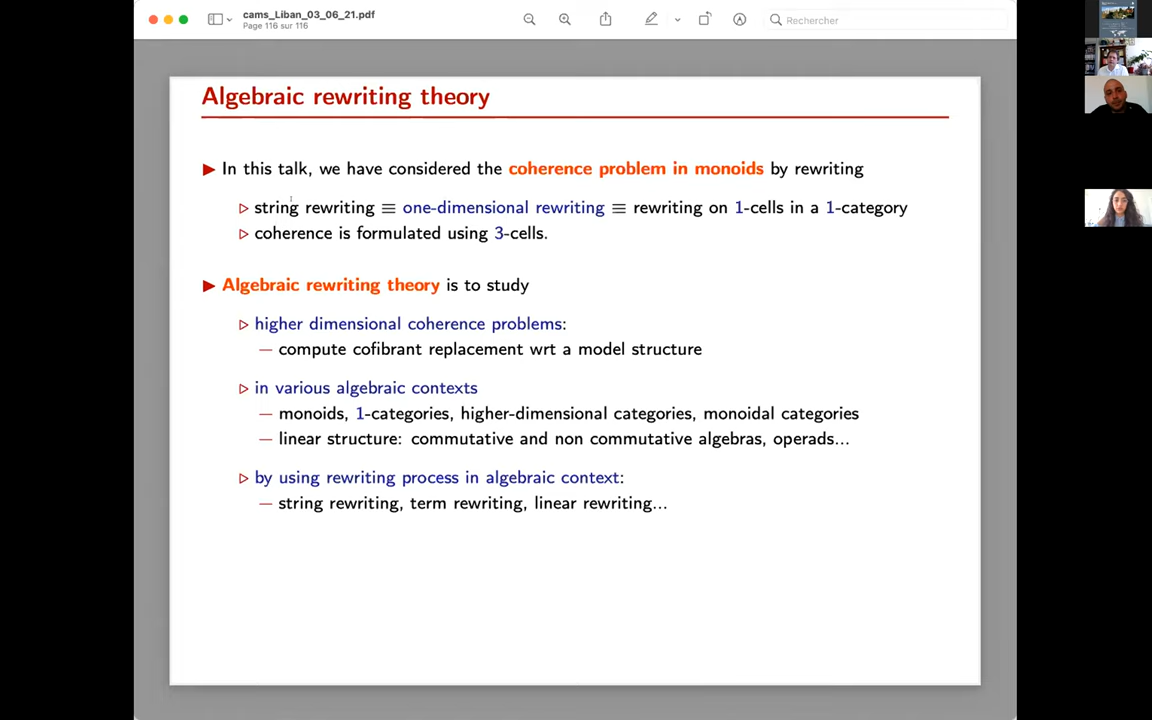 cams_Liban_03_06_21.pdf
Page 116 sur 116
Rechercher
Algebraic rewriting theory
▶ In this talk, we have considered the coherence problem in monoids by rewriting
▷ string rewriting ≡ one-dimensional rewriting ≡ rewriting on 1-cells in a 1-category
▷ coherence is formulated using 3-cells.
▶ Algebraic rewriting theory is to study
▷ higher dimensional coherence problems:
— compute cofibrant replacement wrt a model structure
▷ in various algebraic contexts
— monoids, 1-categories, higher-dimensional categories, monoidal categories
— linear structure: commutative and non commutative algebras, operads...
▷ by using rewriting process in algebraic context:
— string rewriting, term rewriting, linear rewriting...